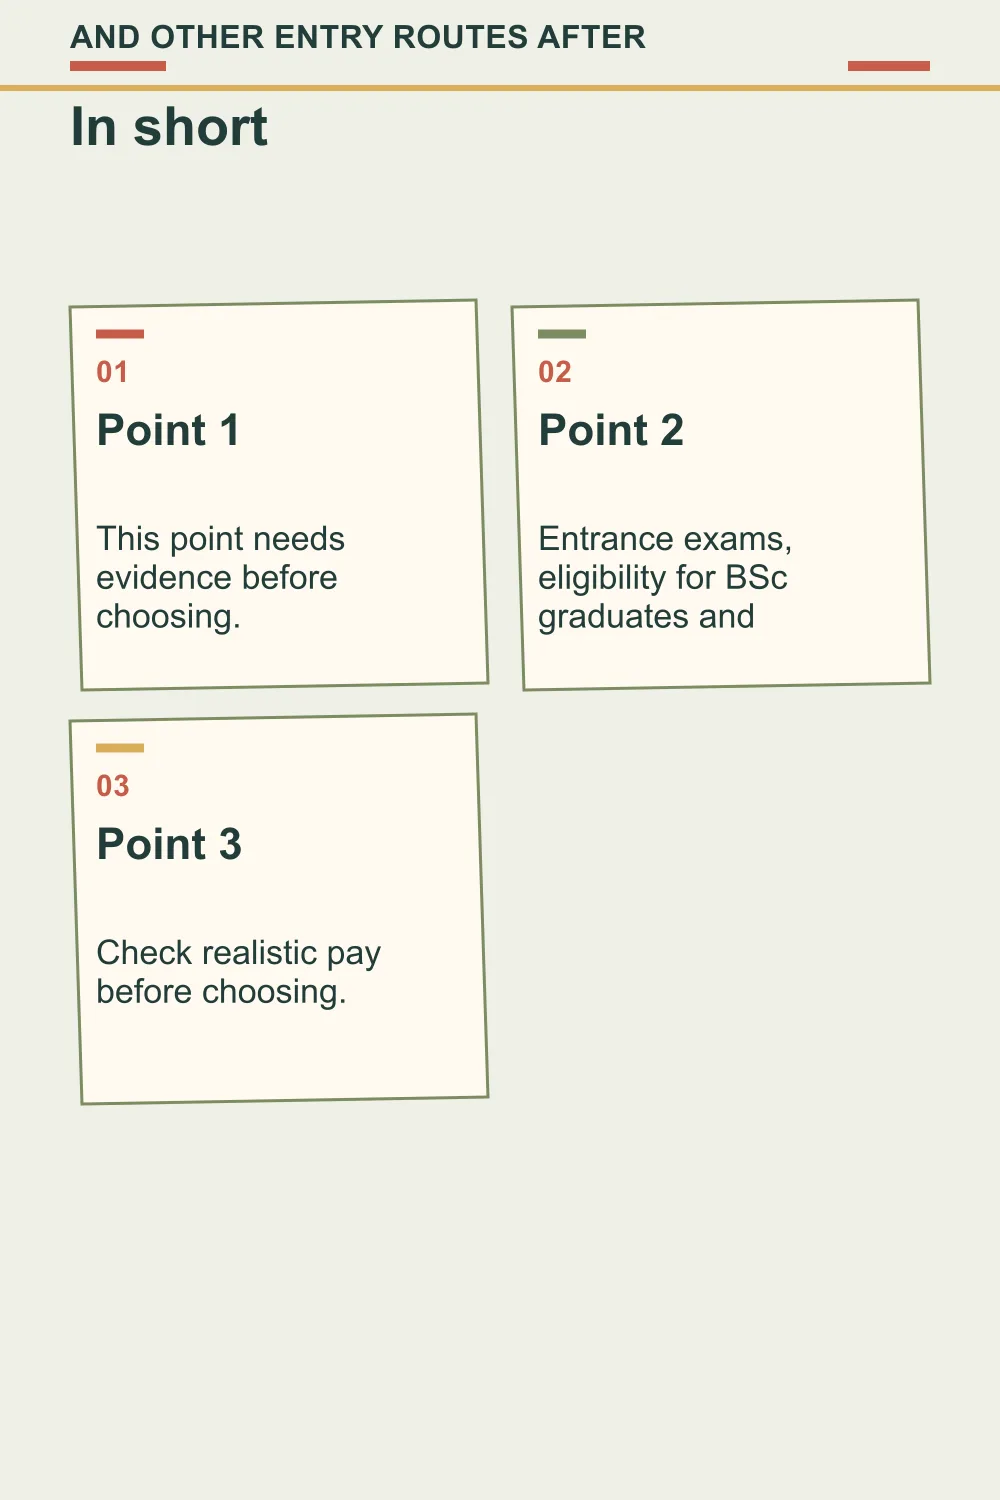 AND OTHER ENTRY ROUTES AFTER
In short
01
Point 1
This point needs
evidence before
choosing.
02
Point 2
Entrance exams,
eligibility for BSc
graduates and
03
Point 3
Check realistic pay
before choosing.